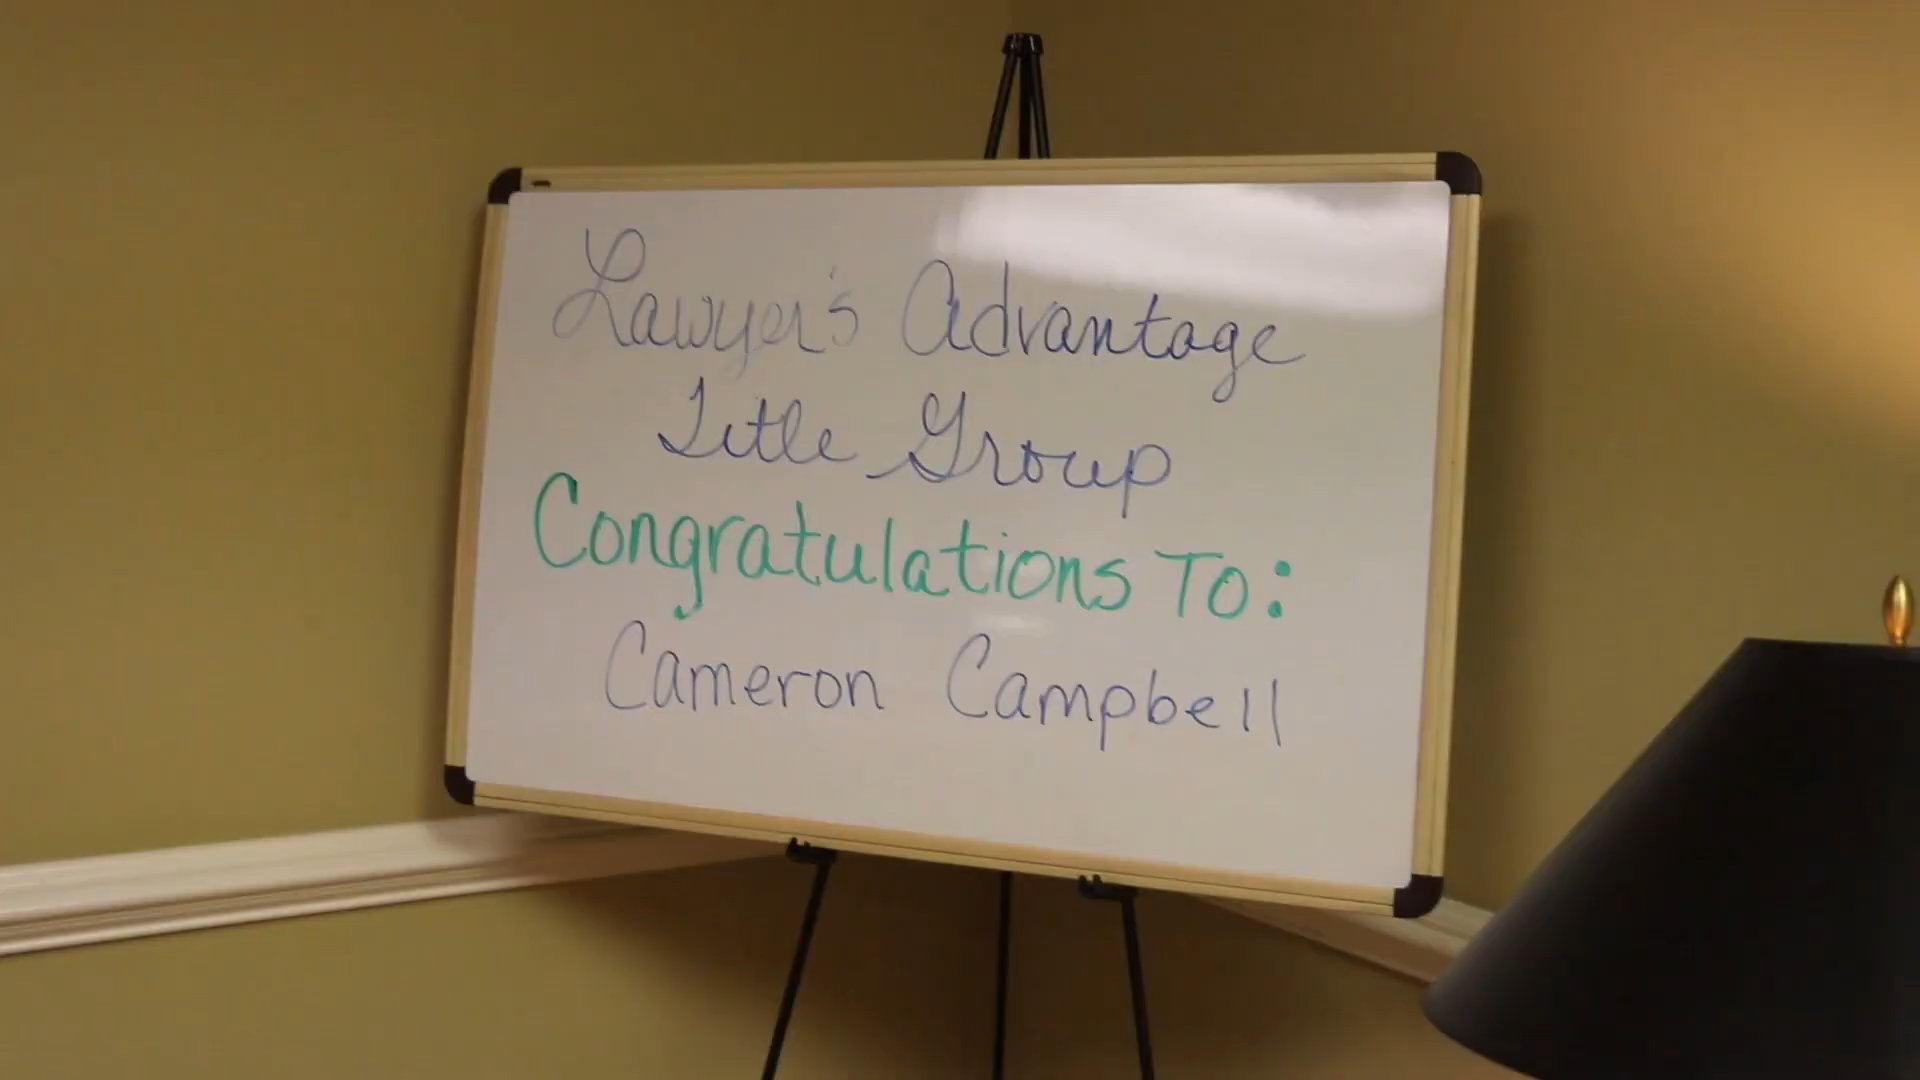 Lawyer's Advantage
Title Group
Congratulations To:
Cameron Campbell